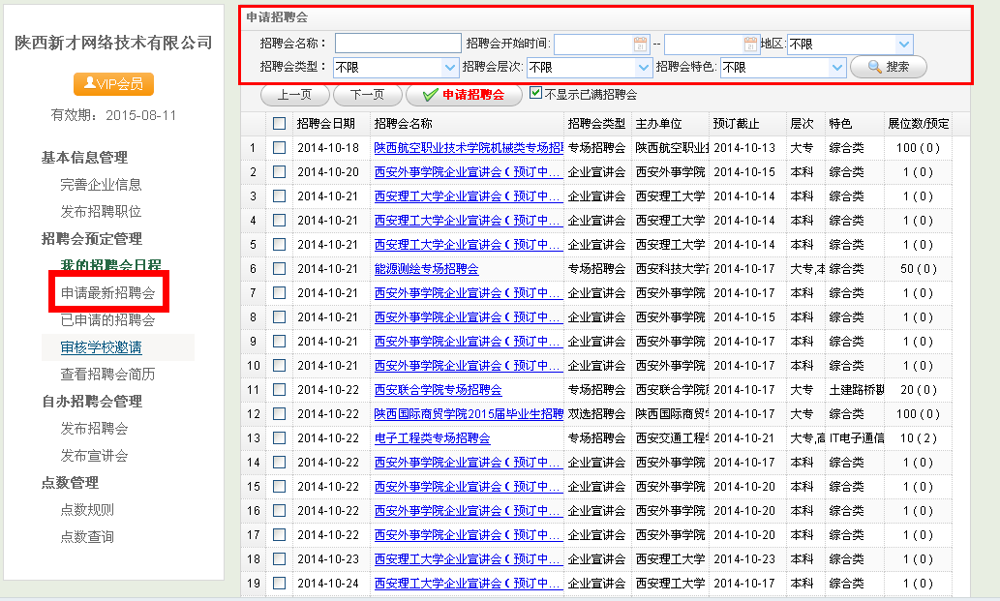 陕西新才网络技术有限公司
VIP会员
有效期：2015-08-11
基本信息管理
完善企业信息
发布招聘职位
招聘会预定管理
我的招聘会日程
申请最新招聘会
已申请的招聘会
审核学校邀请
查看招聘会简历
自办招聘会管理
发布招聘会
发布宣讲会
点数管理
点数规则
点数查询
申请招聘会
招聘会名称： 招聘会开始时间: -- 地区: 不限
招聘会类型： 不限 招聘会层次: 不限 招聘会特色: 不限 搜索
上一页 下一页 申请招聘会 不显示已满招聘会
招聘会日期 招聘会名称 招聘会类型 主办单位 预订截止 层次 特色 展位数/预定
1 2014-10-18 陕西航空职业技术学院机械类专场招聘 专场招聘会 陕西航空职业 2014-10-13 大专 综合类 100 ( 0 )
2 2014-10-20 西安外事学院企业宣讲会 ( 预订中... 企业宣讲会 西安外事学院 2014-10-15 本科 综合类 1 ( 0 )
3 2014-10-21 西安理工大学企业宣讲会 ( 预订中... 企业宣讲会 西安理工大学 2014-10-14 本科 综合类 1 ( 0 )
4 2014-10-21 西安理工大学企业宣讲会 ( 预订中... 企业宣讲会 西安理工大学 2014-10-14 本科 综合类 1 ( 0 )
5 2014-10-21 西安理工大学企业宣讲会 ( 预订中... 企业宣讲会 西安理工大学 2014-10-14 本科 综合类 1 ( 0 )
6 2014-10-21 能源测绘专场招聘会 专场招聘会 西安科技大学 2014-10-17 大专,本 综合类 50 ( 0 )
7 2014-10-21 西安外事学院企业宣讲会 ( 预订中... 企业宣讲会 西安外事学院 2014-10-17 本科 综合类 1 ( 0 )
8 2014-10-21 西安外事学院企业宣讲会 ( 预订中... 企业宣讲会 西安外事学院 2014-10-15 本科 综合类 1 ( 0 )
9 2014-10-21 西安外事学院企业宣讲会 ( 预订中... 企业宣讲会 西安外事学院 2014-10-17 本科 综合类 1 ( 0 )
10 2014-10-21 西安外事学院企业宣讲会 ( 预订中... 企业宣讲会 西安外事学院 2014-10-17 本科 综合类 1 ( 0 )
11 2014-10-22 西安联合学院专场招聘会 专场招聘会 西安联合学院 2014-10-17 大专 土建路桥勘 20 ( 0 )
12 2014-10-22 陕西国际商贸学院2015届毕业生招聘 双选招聘会 陕西国际商贸 2014-10-17 大专 综合类 100 ( 0 )
13 2014-10-22 电子工程类专场招聘会 专场招聘会 西安交通工程 2014-10-21 大专,高 IT电子通信 10 ( 2 )
14 2014-10-22 西安外事学院企业宣讲会 ( 预订中... 企业宣讲会 西安外事学院 2014-10-17 本科 综合类 1 ( 0 )
15 2014-10-22 西安外事学院企业宣讲会 ( 预订中... 企业宣讲会 西安外事学院 2014-10-20 本科 综合类 1 ( 0 )
16 2014-10-22 西安外事学院企业宣讲会 ( 预订中... 企业宣讲会 西安外事学院 2014-10-20 本科 综合类 1 ( 0 )
17 2014-10-22 西安外事学院企业宣讲会 ( 预订中... 企业宣讲会 西安外事学院 2014-10-20 本科 综合类 1 ( 0 )
18 2014-10-23 西安理工大学企业宣讲会 ( 预订中... 企业宣讲会 西安理工大学 2014-10-23 本科 综合类 1 ( 0 )
19 2014-10-24 西安理工大学企业宣讲会 ( 预订中... 企业宣讲会 西安理工大学 2014-10-17 本科 综合类 1 ( 0 )